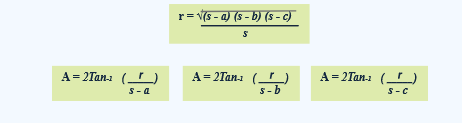 r = √(s - a) (s - b) (s - c)
s
A = 2Tan-1 ( r )
s - a
A = 2Tan-1 ( r )
s - b
A = 2Tan-1 ( r )
s - c